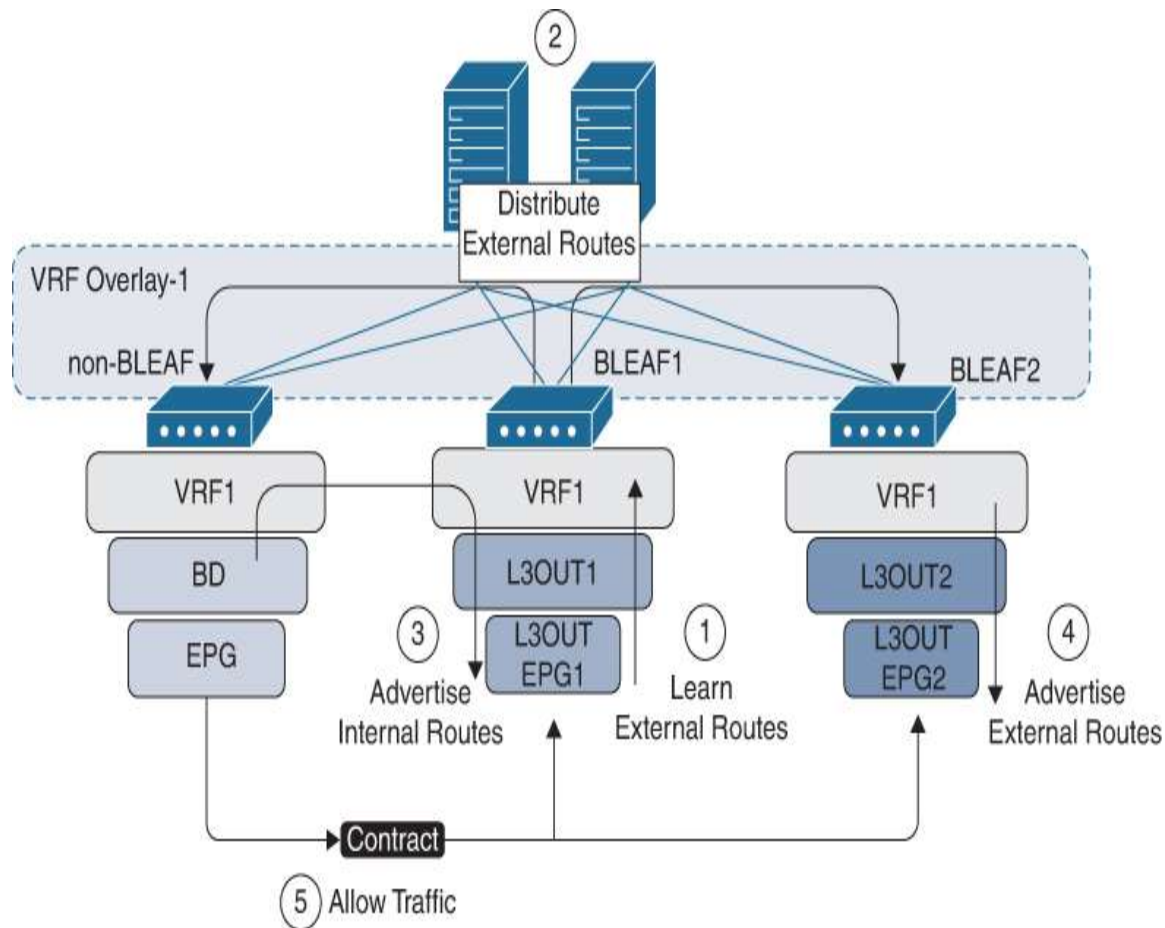 2
Distribute
External Routes
VRF Overlay-1
non-BLEAF
BLEAF1
BLEAF2
VRF1
VRF1
VRF1
BD
L3OUT1
L3OUT2
EPG
L3OUT
EPG1
L3OUT
EPG2
3
Advertise
Internal Routes
1
Learn
External Routes
4
Advertise
External Routes
Contract
5 Allow Traffic